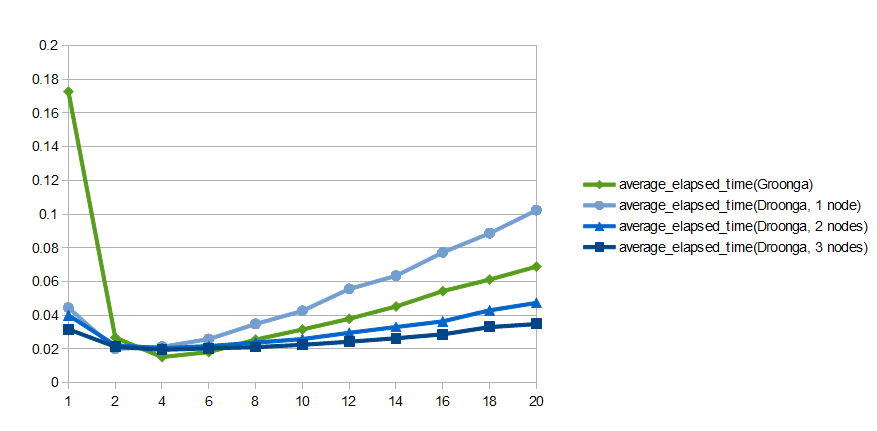 0.2
0.18
0.16
0.14
0.12
0.1
0.08
0.06
0.04
0.02
0
1 2 4 6 8 10 12 14 16 18 20
average_elapsed_time(Groonga)
average_elapsed_time(Droonga, 1 node)
average_elapsed_time(Droonga, 2 nodes)
average_elapsed_time(Droonga, 3 nodes)